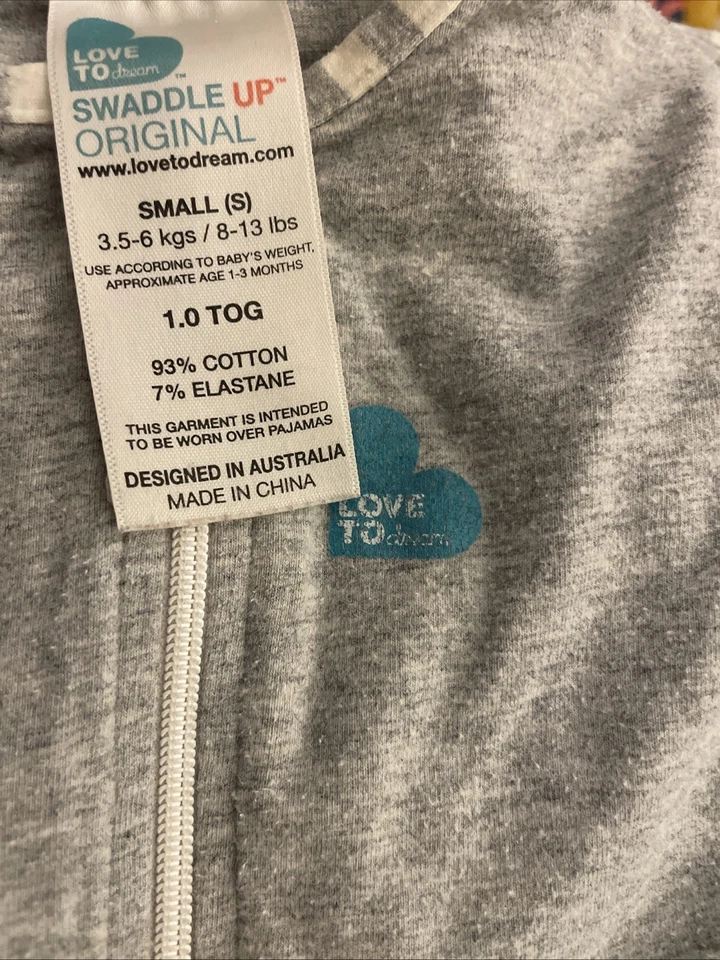 LOVE
TO dream™
SWADDLE UP™
ORIGINAL
www.lovetodream.com
SMALL (S)
3.5-6 kgs / 8-13 lbs
USE ACCORDING TO BABY'S WEIGHT.
APPROXIMATE AGE 1-3 MONTHS
1.0 TOG
93% COTTON
7% ELASTANE
THIS GARMENT IS INTENDED
TO BE WORN OVER PAJAMAS
DESIGNED IN AUSTRALIA
MADE IN CHINA
LOVE
TO dream